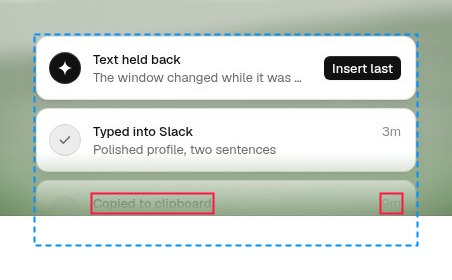 Text held back
The window changed while it was ...
Insert last
Typed into Slack
3m
Polished profile, two sentences
Copied to clipboard
9m